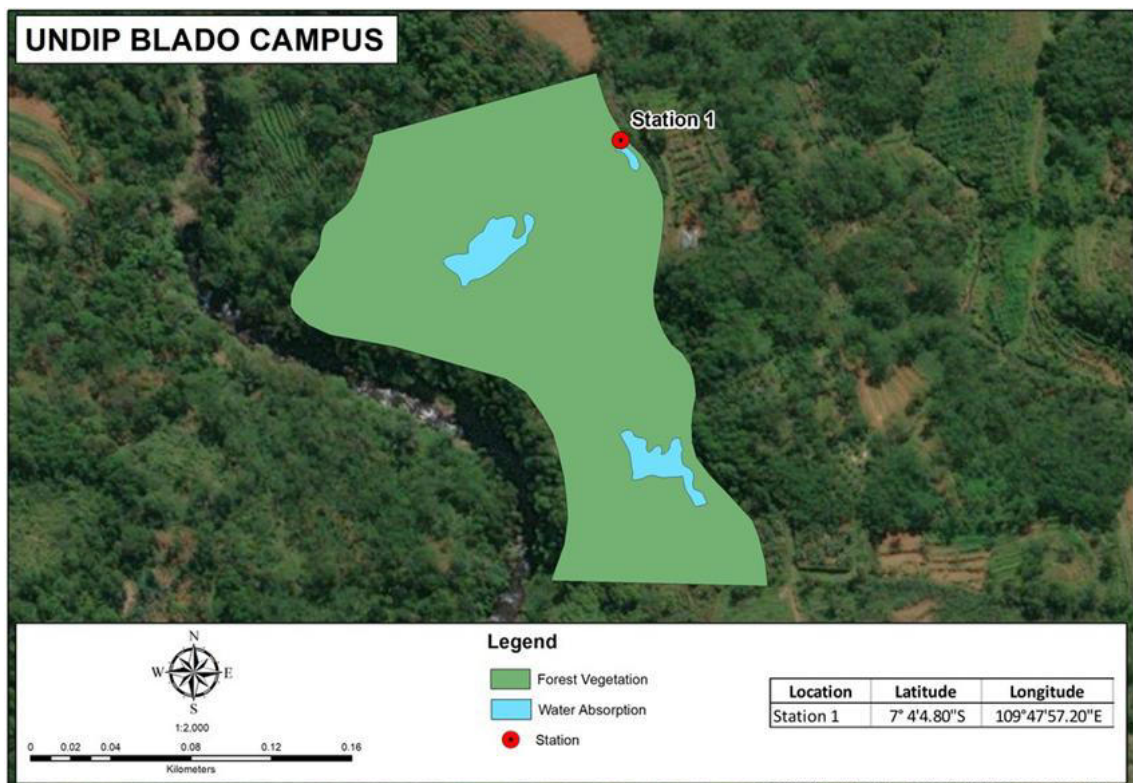 UNDIP BLADO CAMPUS
Station 1
N
W E
S
1:2.000
0 0.02 0.04 0.08 0.12 0.16
Kilometers
Legend
Forest Vegetation
Water Absorption
Station
Location Latitude Longitude
Station 1 7° 4'4.80"S 109°47'57.20"E